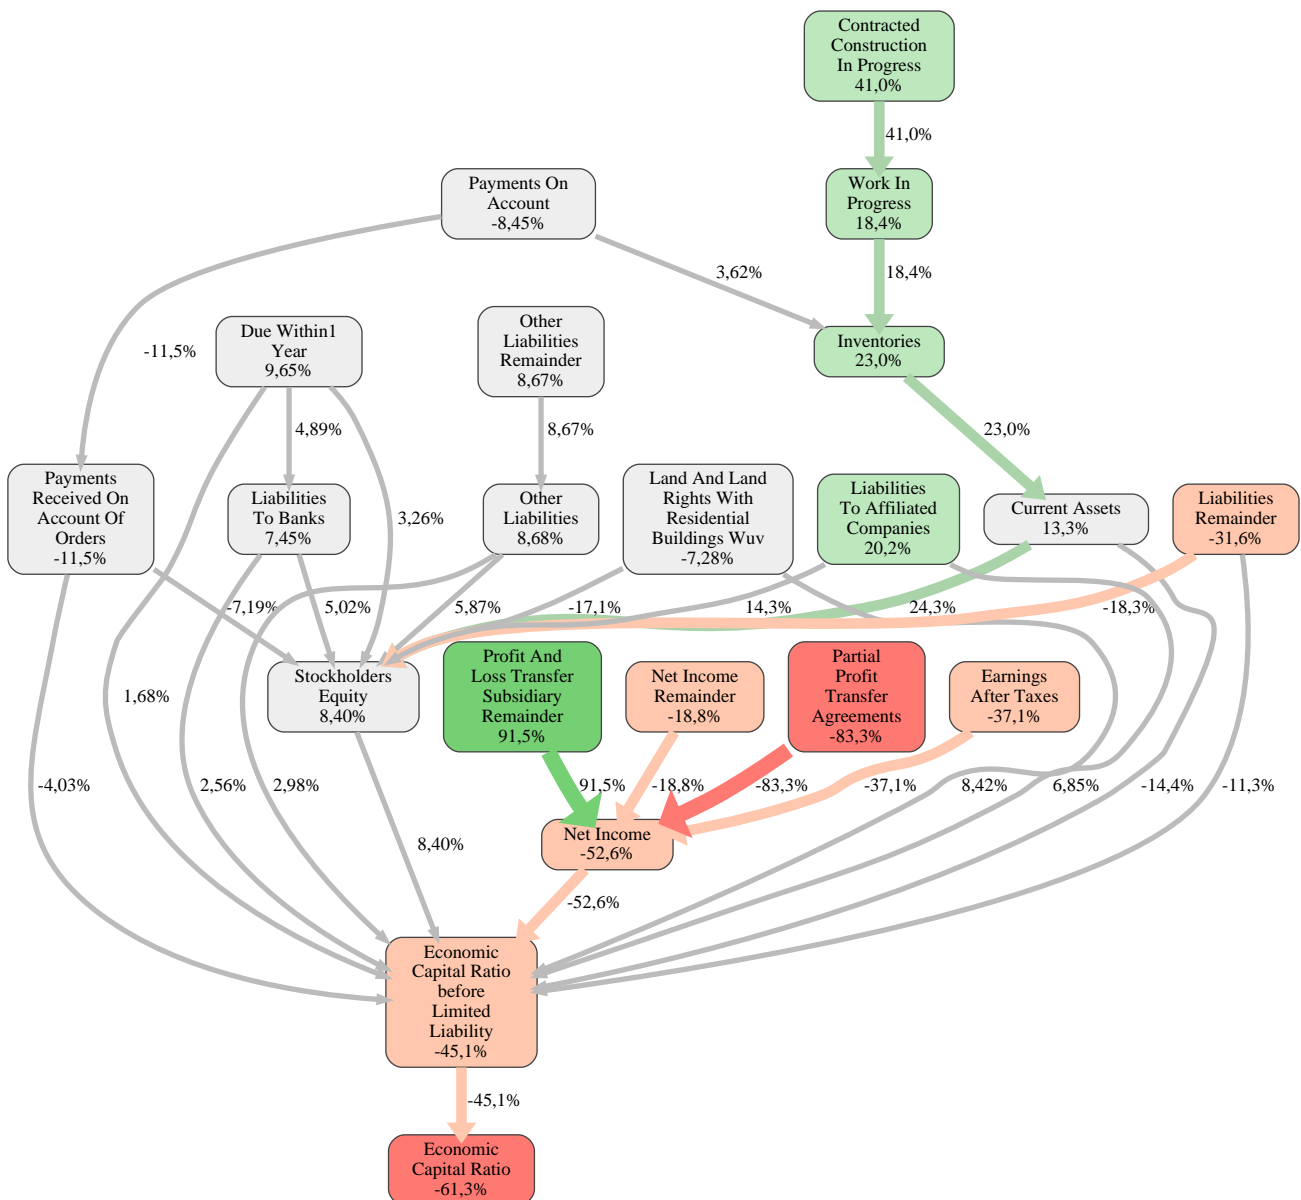 Contracted
Construction
In Progress
41,0%
41,0%
Payments On
Account
-8,45%
Work In
Progress
18,4%
3,62%
18,4%
-11,5%
Due Within1
Year
9,65%
Other
Liabilities
Remainder
8,67%
Inventories
23,0%
4,89%
8,67%
23,0%
Payments
Received On
Account Of
Orders
-11,5%
Liabilities
To Banks
7,45%
3,26%
Other
Liabilities
8,68%
Land And Land
Rights With
Residential
Buildings Wuv
-7,28%
Liabilities
To Affiliated
Companies
20,2%
Current Assets
13,3%
Liabilities
Remainder
-31,6%
-7,19%
5,02%
5,87%
-17,1%
14,3%
24,3%
-18,3%
1,68%
Stockholders
Equity
8,40%
Profit And
Loss Transfer
Subsidiary
Remainder
91,5%
Net Income
Remainder
-18,8%
Partial
Profit
Transfer
Agreements
-83,3%
Earnings
After Taxes
-37,1%
-4,03%
2,56%
2,98%
91,5%
-18,8%
-83,3%
-37,1%
8,42%
6,85%
-14,4%
-11,3%
8,40%
Net Income
-52,6%
-52,6%
Economic
Capital Ratio
before
Limited
Liability
-45,1%
-45,1%
Economic
Capital Ratio
-61,3%